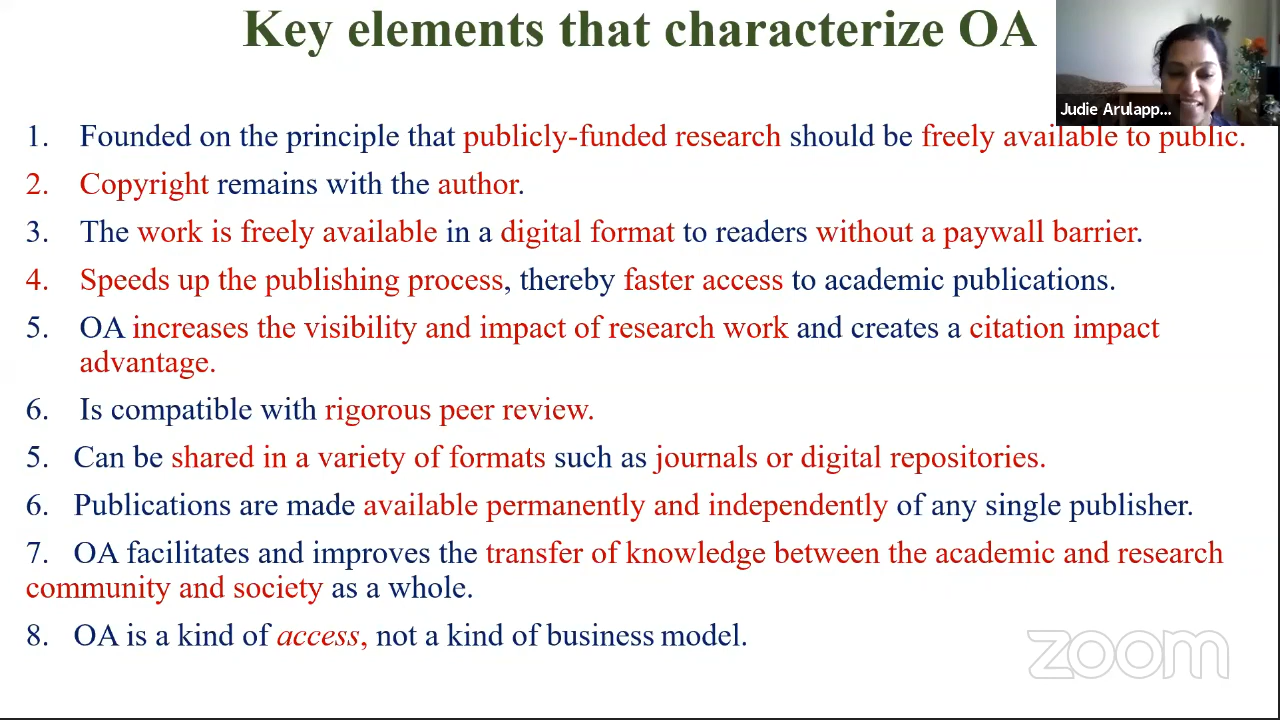 Key elements that characterize OA
Judie Arulapp...
1. Founded on the principle that publicly-funded research should be freely available to public.
2. Copyright remains with the author.
3. The work is freely available in a digital format to readers without a paywall barrier.
4. Speeds up the publishing process, thereby faster access to academic publications.
5. OA increases the visibility and impact of research work and creates a citation impact
advantage.
6. Is compatible with rigorous peer review.
5. Can be shared in a variety of formats such as journals or digital repositories.
6. Publications are made available permanently and independently of any single publisher.
7. OA facilitates and improves the transfer of knowledge between the academic and research
community and society as a whole.
8. OA is a kind of access, not a kind of business model.
zoom